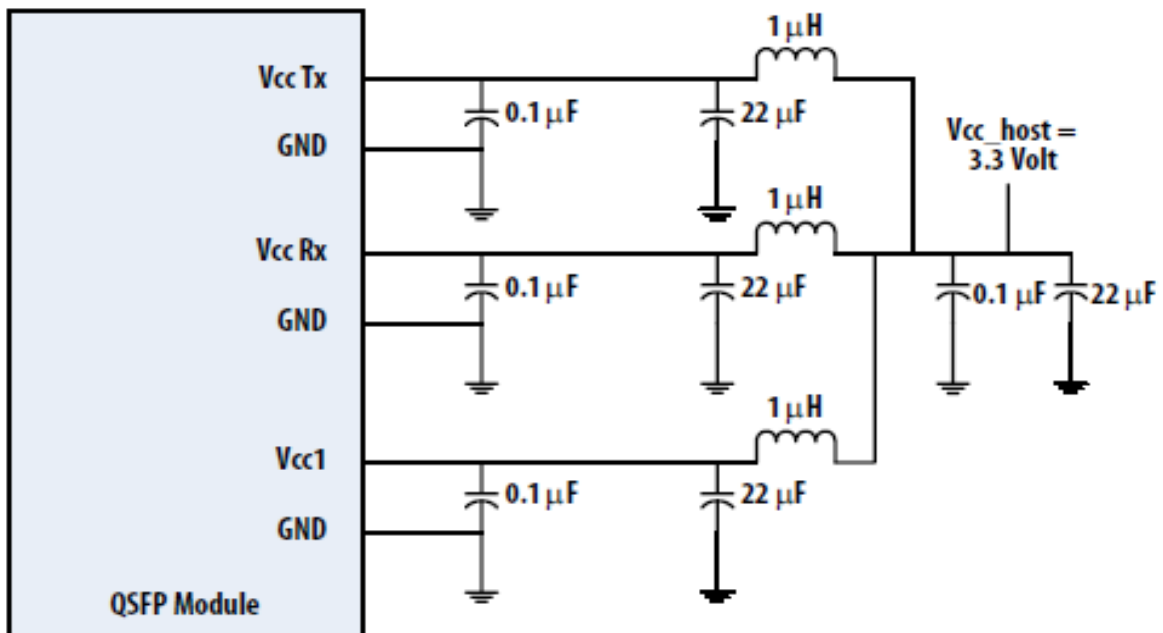 1 μH
Vcc Tx
0.1 μF
22 μF
GND
Vcc_host =
3.3 Volt
1 μH
Vcc Rx
0.1 μF
22 μF
0.1 μF
22 μF
GND
1 μH
Vcc1
0.1 μF
22 μF
GND
QSFP Module